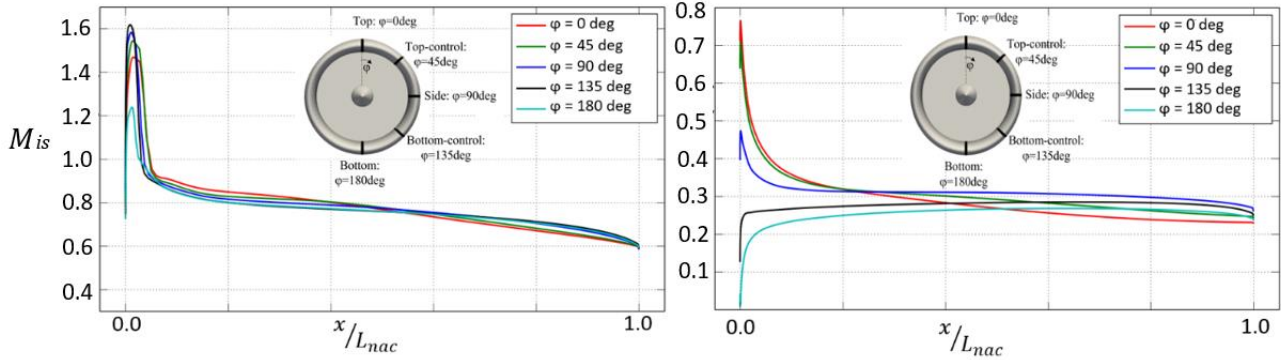 1.6
1.4
1.2
1.0
0.8
0.6
0.4
M_is
0.0
1.0
x/L_nac
Top: φ=0deg
Top-control:
φ=45deg
φ
Side: φ=90deg
Bottom-control:
φ=135deg
Bottom:
φ=180deg
φ = 0 deg
φ = 45 deg
φ = 90 deg
φ = 135 deg
φ = 180 deg
0.8
0.7
0.6
0.5
0.4
0.3
0.2
0.1
0.0
1.0
x/L_nac
Top: φ=0deg
Top-control:
φ=45deg
φ
Side: φ=90deg
Bottom-control:
φ=135deg
Bottom:
φ=180deg
φ = 0 deg
φ = 45 deg
φ = 90 deg
φ = 135 deg
φ = 180 deg